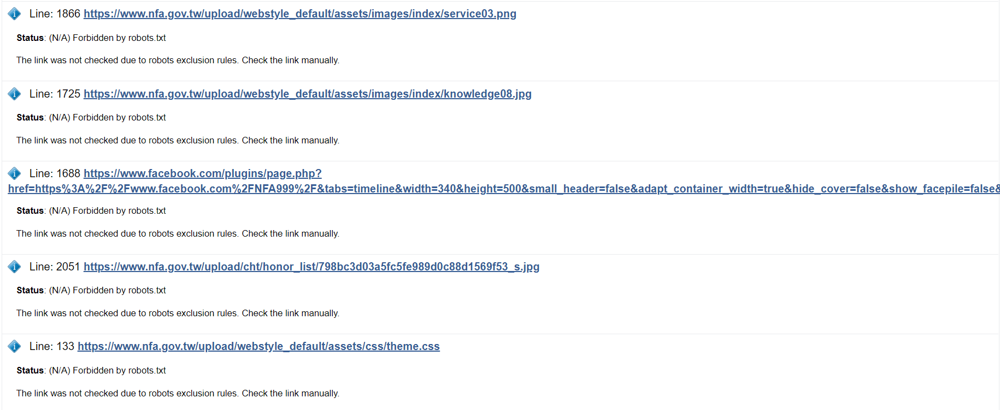 Line: 1866 https://www.nfa.gov.tw/upload/webstyle_default/assets/images/index/service03.png
Status: (N/A) Forbidden by robots.txt
The link was not checked due to robots exclusion rules. Check the link manually.
Line: 1725 https://www.nfa.gov.tw/upload/webstyle_default/assets/images/index/knowledge08.jpg
Status: (N/A) Forbidden by robots.txt
The link was not checked due to robots exclusion rules. Check the link manually.
Line: 1688 https://www.facebook.com/plugins/page.php?
href=https%3A%2F%2Fwww.facebook.com%2FNFA999%2F&tabs=timeline&width=340&height=500&small_header=false&adapt_container_width=true&hide_cover=false&show_facepile=false&
Status: (N/A) Forbidden by robots.txt
The link was not checked due to robots exclusion rules. Check the link manually.
Line: 2051 https://www.nfa.gov.tw/upload/cht/honor_list/798bc3d03a5fc5fe989d0c88d1569f53_s.jpg
Status: (N/A) Forbidden by robots.txt
The link was not checked due to robots exclusion rules. Check the link manually.
Line: 133 https://www.nfa.gov.tw/upload/webstyle_default/assets/css/theme.css
Status: (N/A) Forbidden by robots.txt
The link was not checked due to robots exclusion rules. Check the link manually.